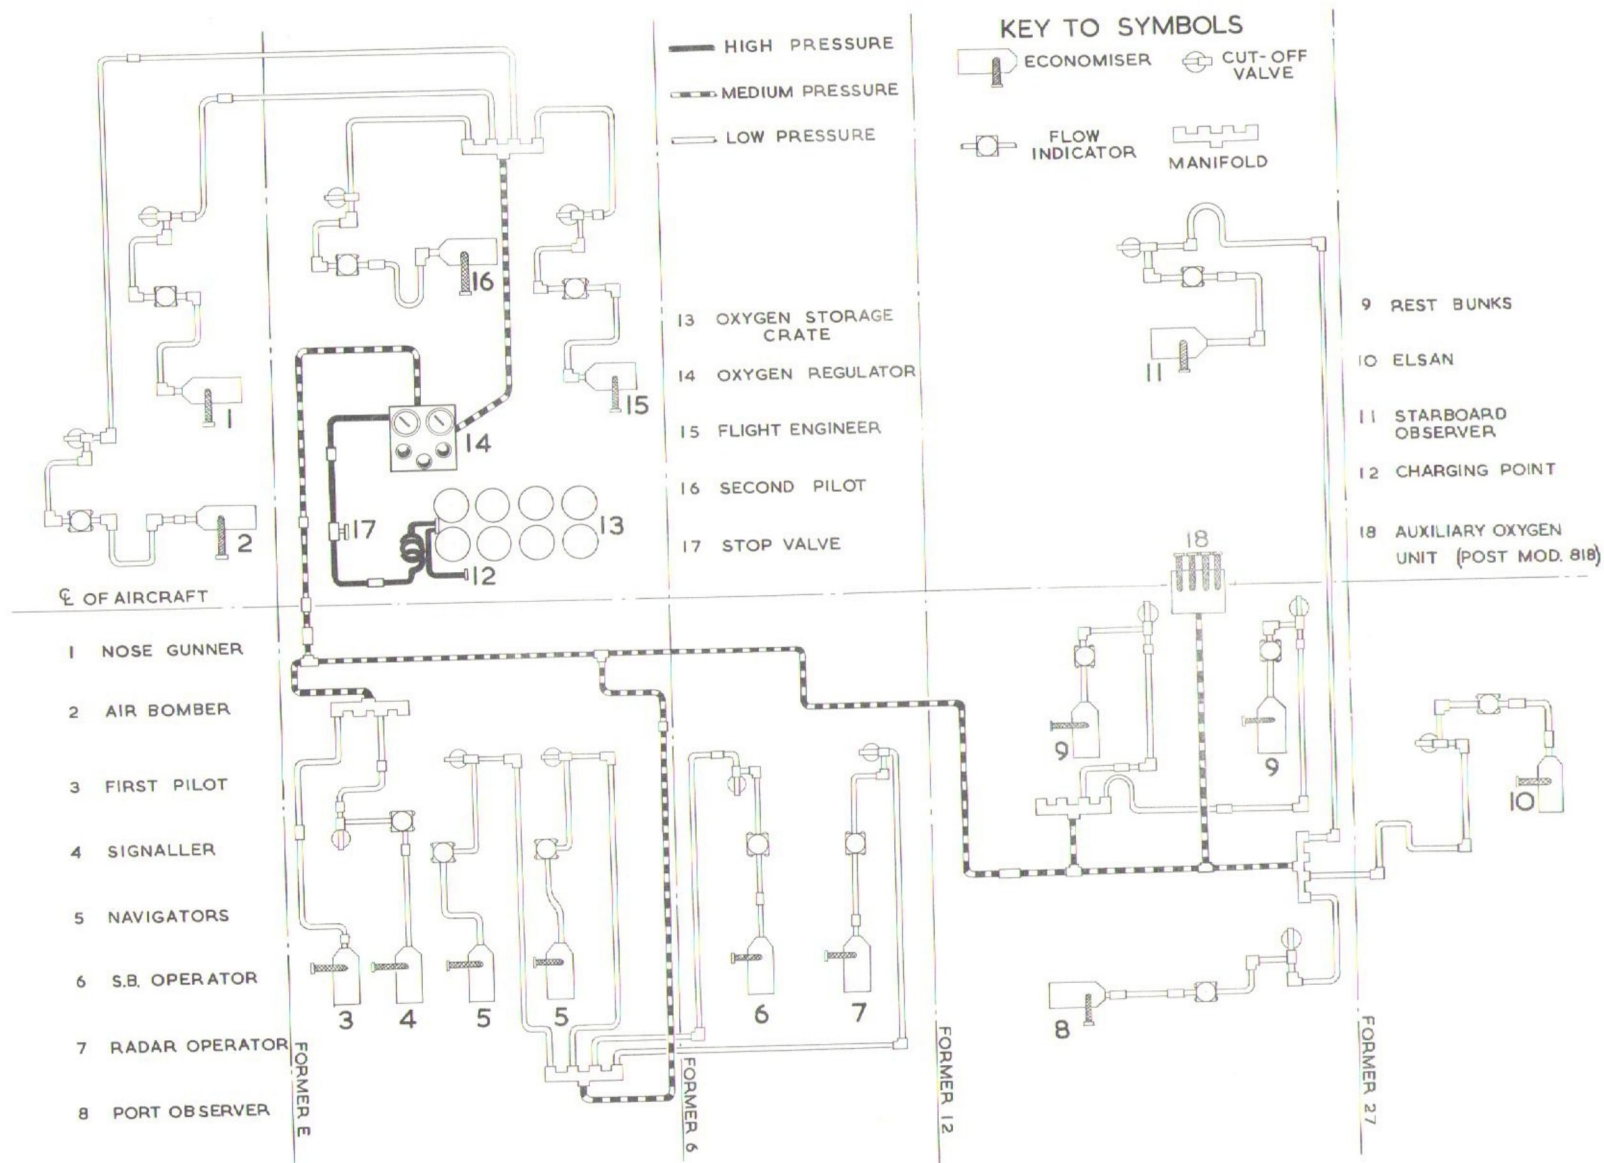 KEY TO SYMBOLS
HIGH PRESSURE
MEDIUM PRESSURE
LOW PRESSURE
ECONOMISER
CUT-OFF
VALVE
FLOW
INDICATOR
MANIFOLD
16
1
15
14
2
17
13
12
11
18
13 OXYGEN STORAGE
CRATE
14 OXYGEN REGULATOR
15 FLIGHT ENGINEER
16 SECOND PILOT
17 STOP VALVE
9 REST BUNKS
10 ELSAN
11 STARBOARD
OBSERVER
12 CHARGING POINT
18 AUXILIARY OXYGEN
UNIT (POST MOD. 818)
℄ OF AIRCRAFT
1 NOSE GUNNER
2 AIR BOMBER
3 FIRST PILOT
4 SIGNALLER
5 NAVIGATORS
6 S.B. OPERATOR
7 RADAR OPERATOR
8 PORT OBSERVER
9
9
10
3
4
5
5
6
7
8
FORMER E
FORMER 6
FORMER 12
FORMER 27